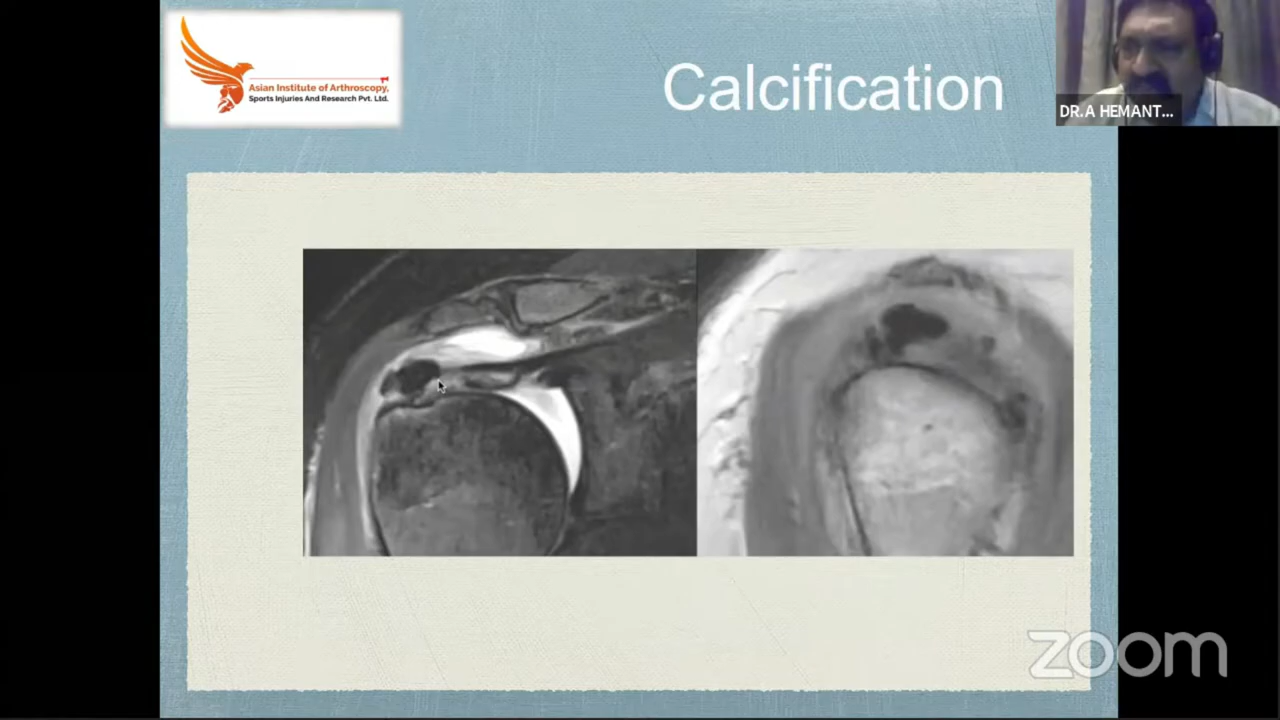 Asian Institute of Arthroscopy,
Sports Injuries And Research Pvt. Ltd.
Calcification
DR.A HEMANT...
zoom